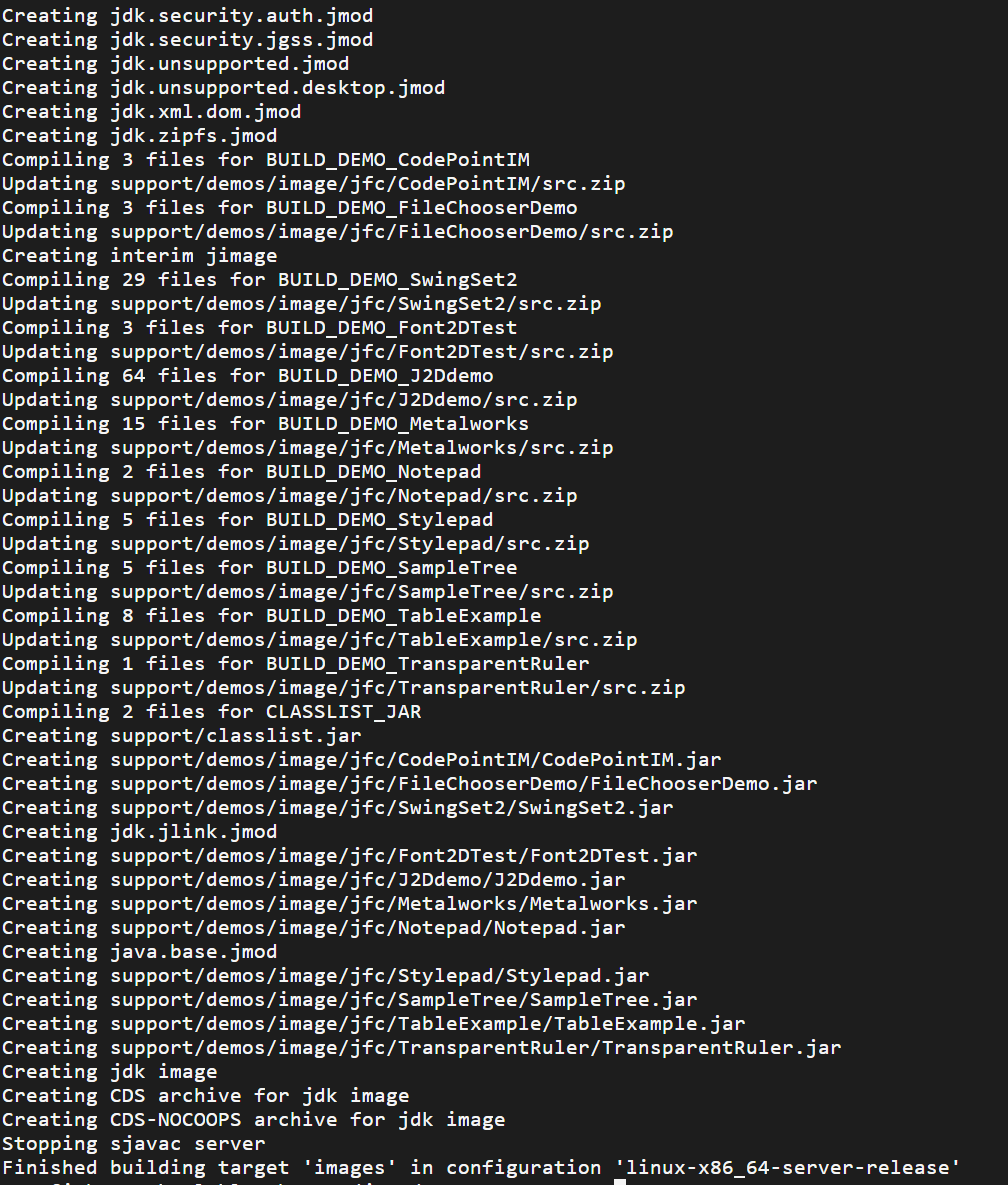 Creating jdk.security.auth.jmod
Creating jdk.security.jgss.jmod
Creating jdk.unsupported.jmod
Creating jdk.unsupported.desktop.jmod
Creating jdk.xml.dom.jmod
Creating jdk.zipfs.jmod
Compiling 3 files for BUILD_DEMO_CodePointIM
Updating support/demos/image/jfc/CodePointIM/src.zip
Compiling 3 files for BUILD_DEMO_FileChooserDemo
Updating support/demos/image/jfc/FileChooserDemo/src.zip
Creating interim jimage
Compiling 29 files for BUILD_DEMO_SwingSet2
Updating support/demos/image/jfc/SwingSet2/src.zip
Compiling 3 files for BUILD_DEMO_Font2DTest
Updating support/demos/image/jfc/Font2DTest/src.zip
Compiling 64 files for BUILD_DEMO_J2Ddemo
Updating support/demos/image/jfc/J2Ddemo/src.zip
Compiling 15 files for BUILD_DEMO_Metalworks
Updating support/demos/image/jfc/Metalworks/src.zip
Compiling 2 files for BUILD_DEMO_Notepad
Updating support/demos/image/jfc/Notepad/src.zip
Compiling 5 files for BUILD_DEMO_Stylepad
Updating support/demos/image/jfc/Stylepad/src.zip
Compiling 5 files for BUILD_DEMO_SampleTree
Updating support/demos/image/jfc/SampleTree/src.zip
Compiling 8 files for BUILD_DEMO_TableExample
Updating support/demos/image/jfc/TableExample/src.zip
Compiling 1 files for BUILD_DEMO_TransparentRuler
Updating support/demos/image/jfc/TransparentRuler/src.zip
Compiling 2 files for CLASSLIST_JAR
Creating support/classlist.jar
Creating support/demos/image/jfc/CodePointIM/CodePointIM.jar
Creating support/demos/image/jfc/FileChooserDemo/FileChooserDemo.jar
Creating support/demos/image/jfc/SwingSet2/SwingSet2.jar
Creating jdk.jlink.jmod
Creating support/demos/image/jfc/Font2DTest/Font2DTest.jar
Creating support/demos/image/jfc/J2Ddemo/J2Ddemo.jar
Creating support/demos/image/jfc/Metalworks/Metalworks.jar
Creating support/demos/image/jfc/Notepad/Notepad.jar
Creating java.base.jmod
Creating support/demos/image/jfc/Stylepad/Stylepad.jar
Creating support/demos/image/jfc/SampleTree/SampleTree.jar
Creating support/demos/image/jfc/TableExample/TableExample.jar
Creating support/demos/image/jfc/TransparentRuler/TransparentRuler.jar
Creating jdk image
Creating CDS archive for jdk image
Creating CDS-NOCOOPS archive for jdk image
Stopping sjavac server
Finished building target 'images' in configuration 'linux-x86_64-server-release'